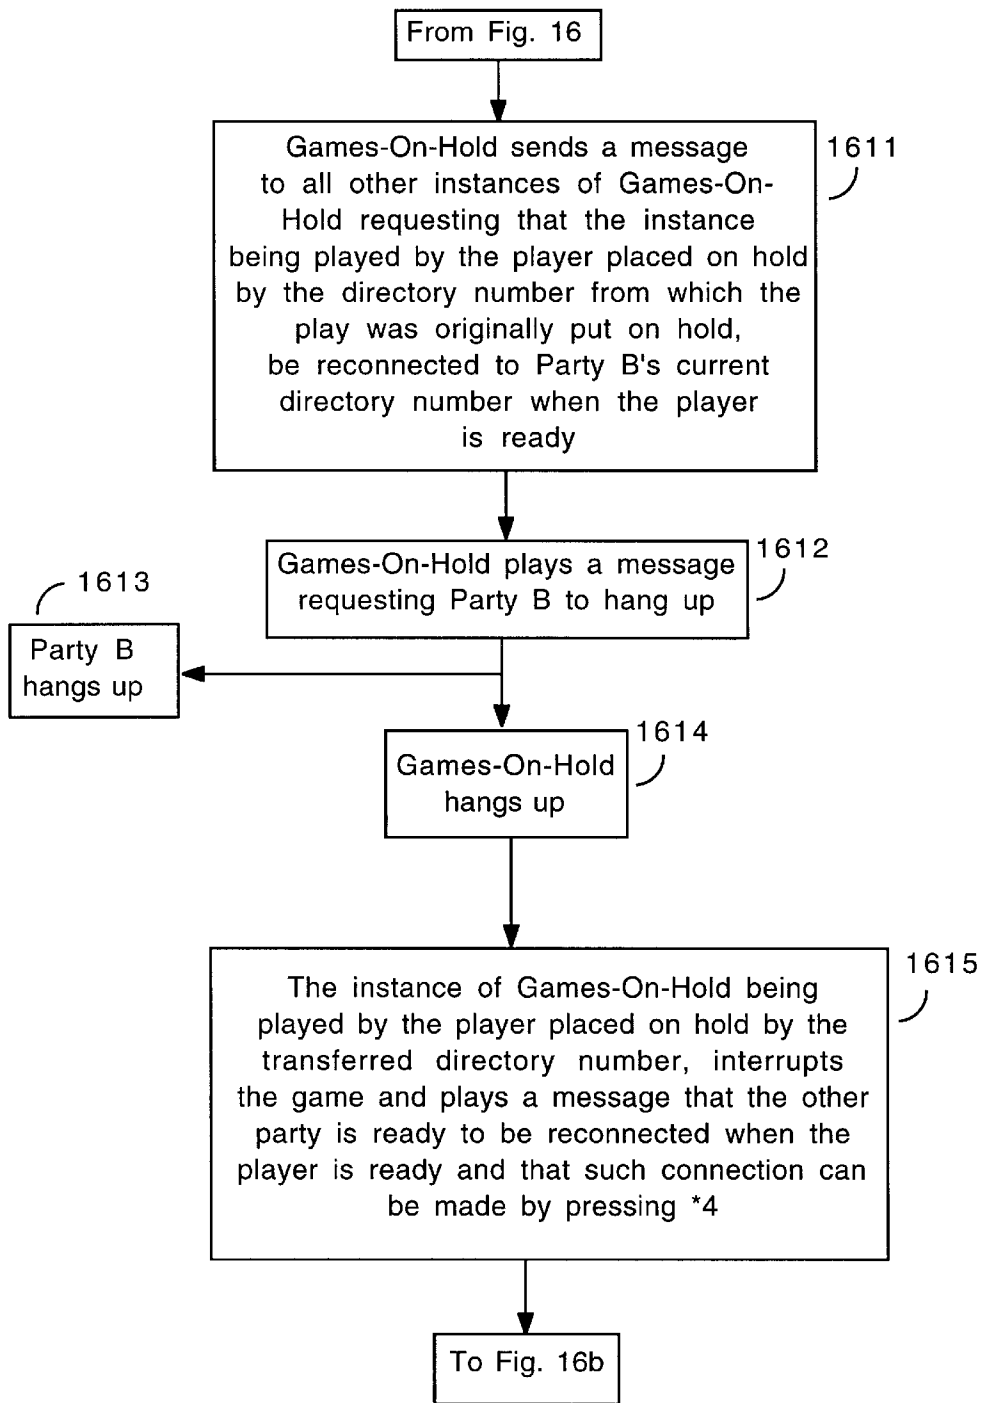 From Fig. 16
Games-On-Hold sends a message
to all other instances of Games-On-
Hold requesting that the instance
being played by the player placed on hold
by the directory number from which the
play was originally put on hold,
be reconnected to Party B's current
directory number when the player
is ready
1611
Games-On-Hold plays a message
requesting Party B to hang up
1612
1613
Party B
hangs up
1614
Games-On-Hold
hangs up
1615
The instance of Games-On-Hold being
played by the player placed on hold by the
transferred directory number, interrupts
the game and plays a message that the other
party is ready to be reconnected when the
player is ready and that such connection can
be made by pressing *4
To Fig. 16b